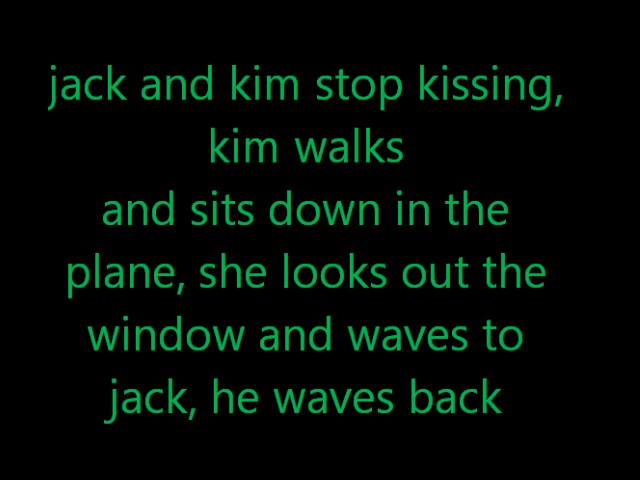 jack and kim stop kissing,
kim walks
and sits down in the
plane, she looks out the
window and waves to
jack, he waves back